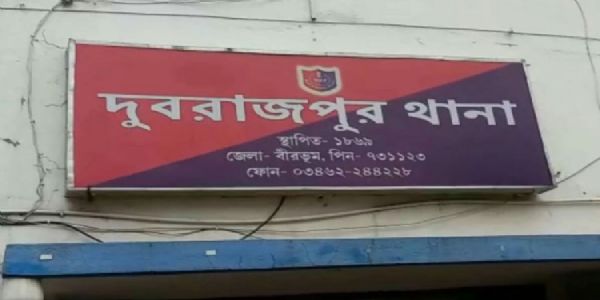 দুবরাজপুর থানা
স্থাপিত- ১৮৬৯
জেলা- বীরভূম, পিন- ৭৩১১২৩
ফোন- ০৩৪৬২-২৪৪২২৮